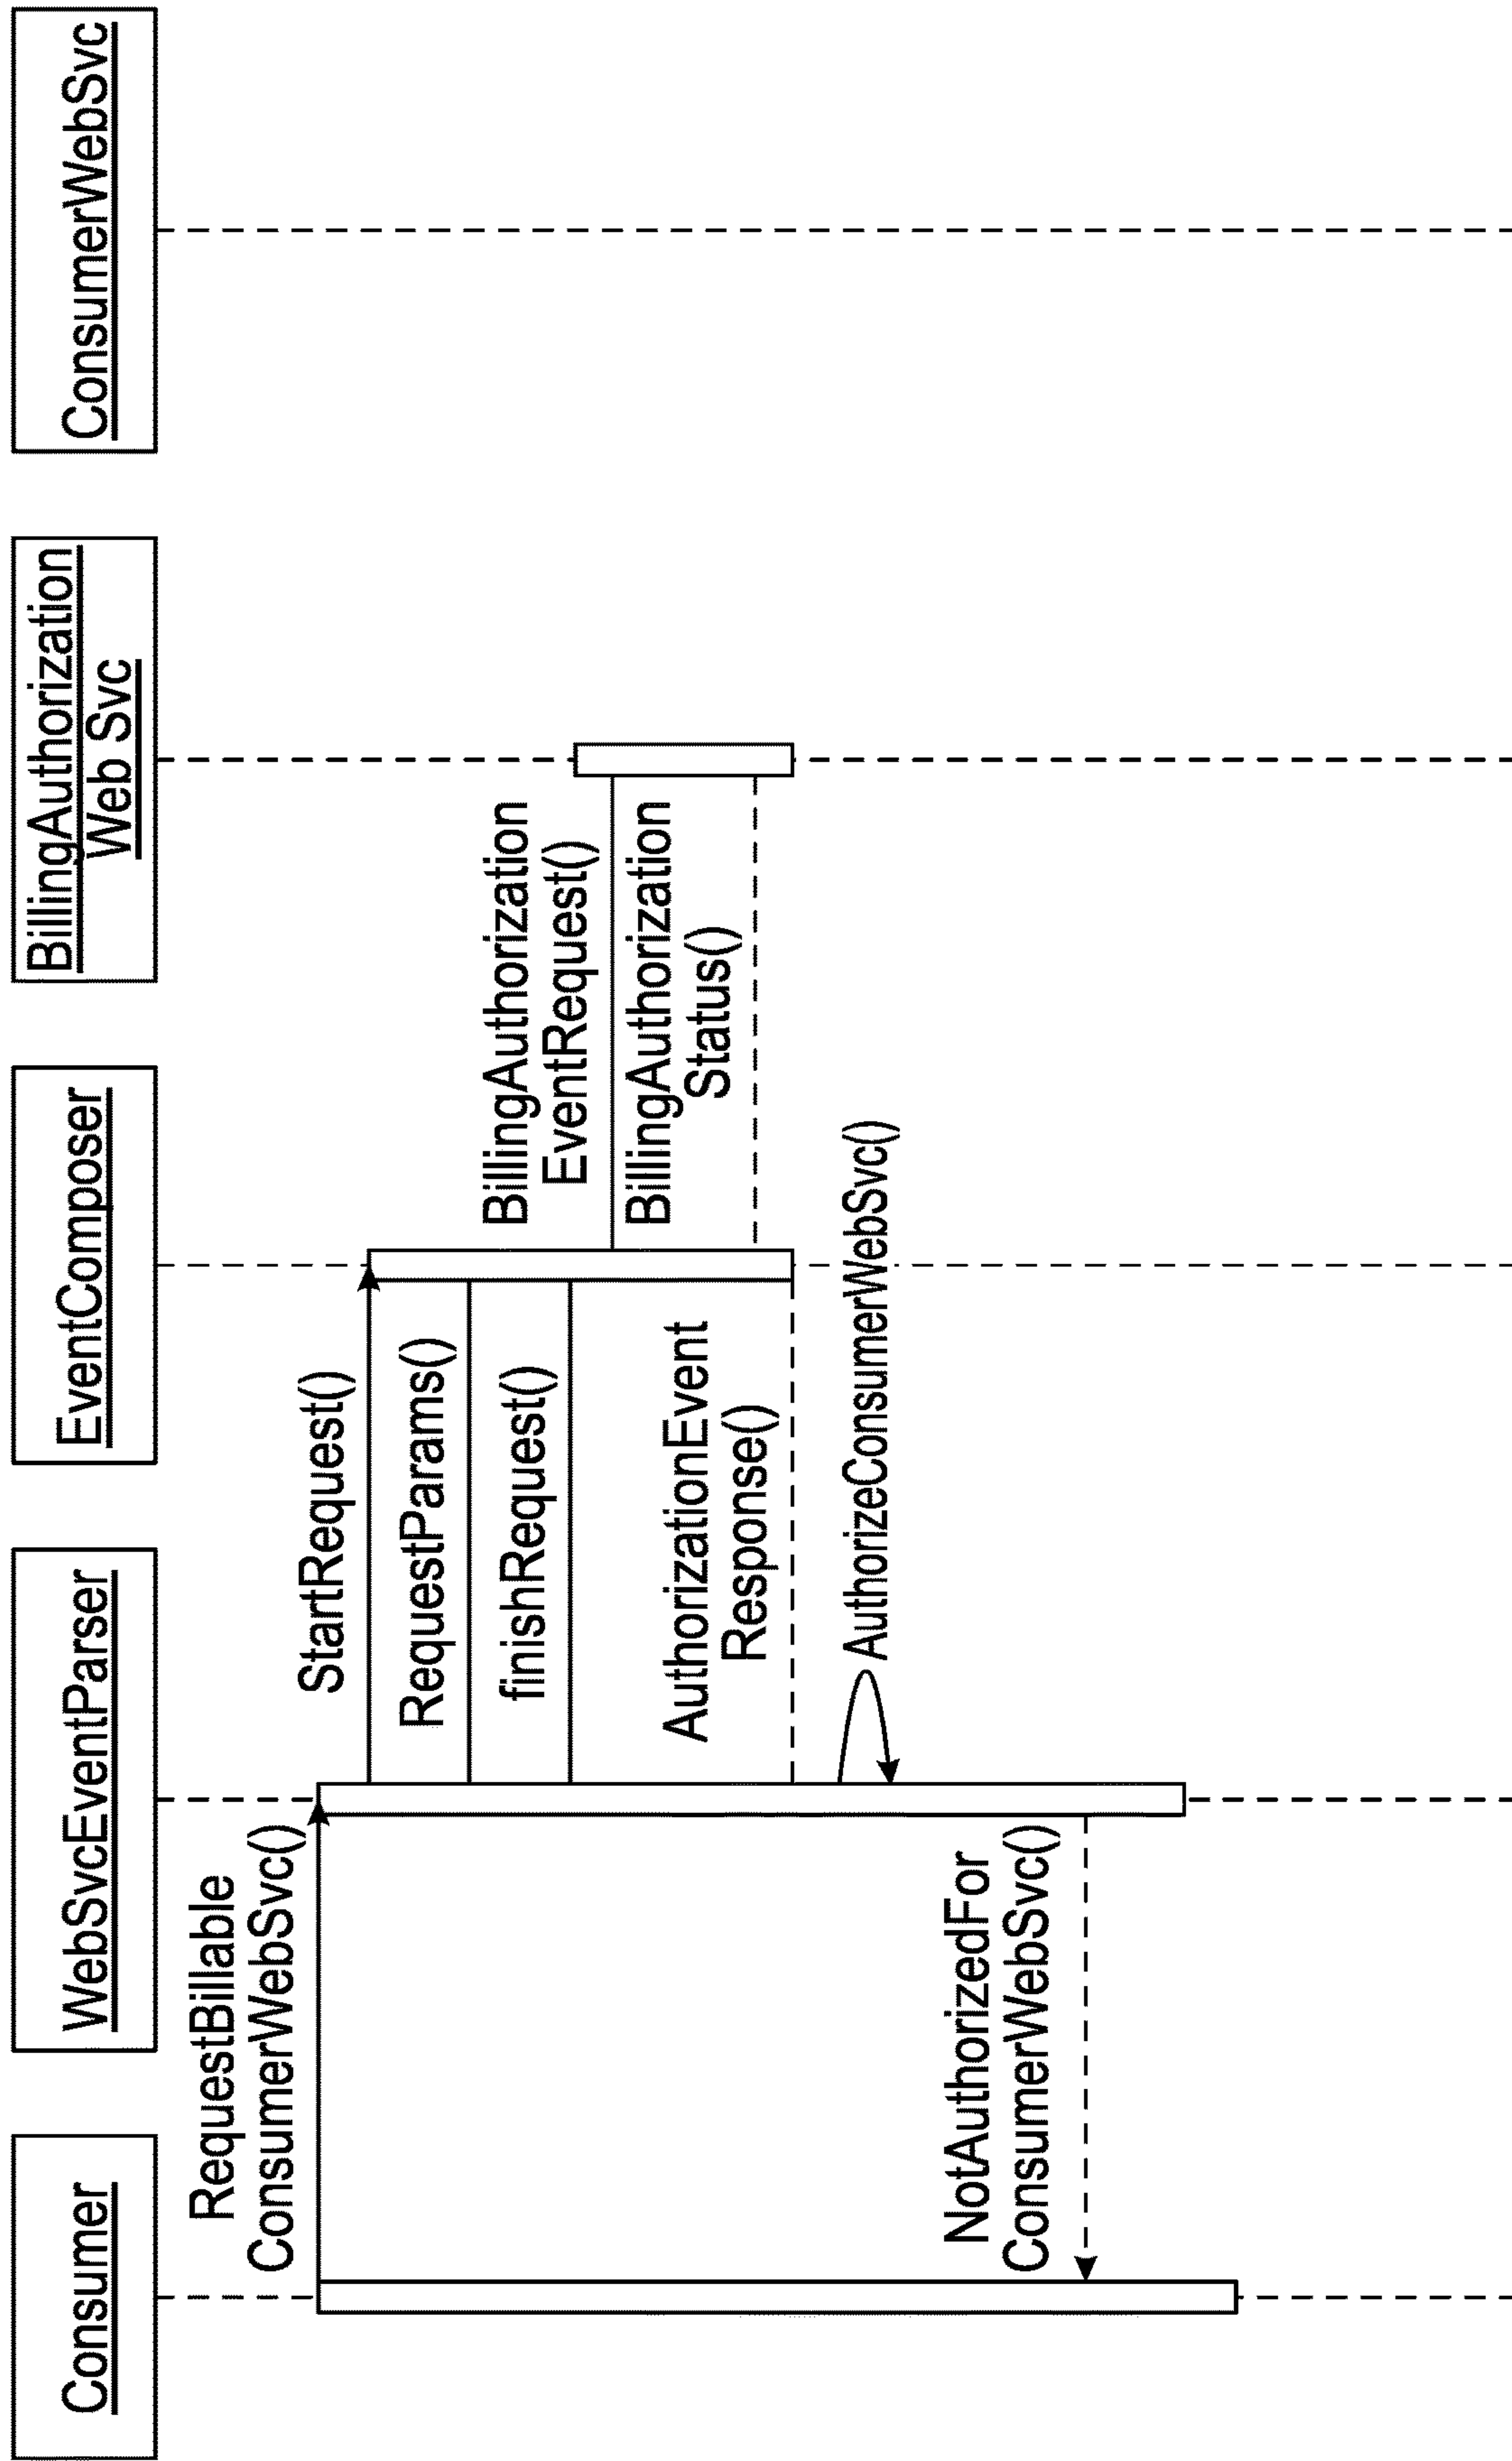 Consumer
WebSvcEventParser
EventComposer
BillingAuthorization
Web Svc
ConsumerWebSvc
RequestBillable
ConsumerWebSvc()
StartRequest()
RequestParams()
finishRequest()
BillingAuthorization
EventRequest()
BillingAuthorization
Status()
AuthorizationEvent
Response()
AuthorizeConsumerWebSvc()
NotAuthorizedFor
ConsumerWebSvc()